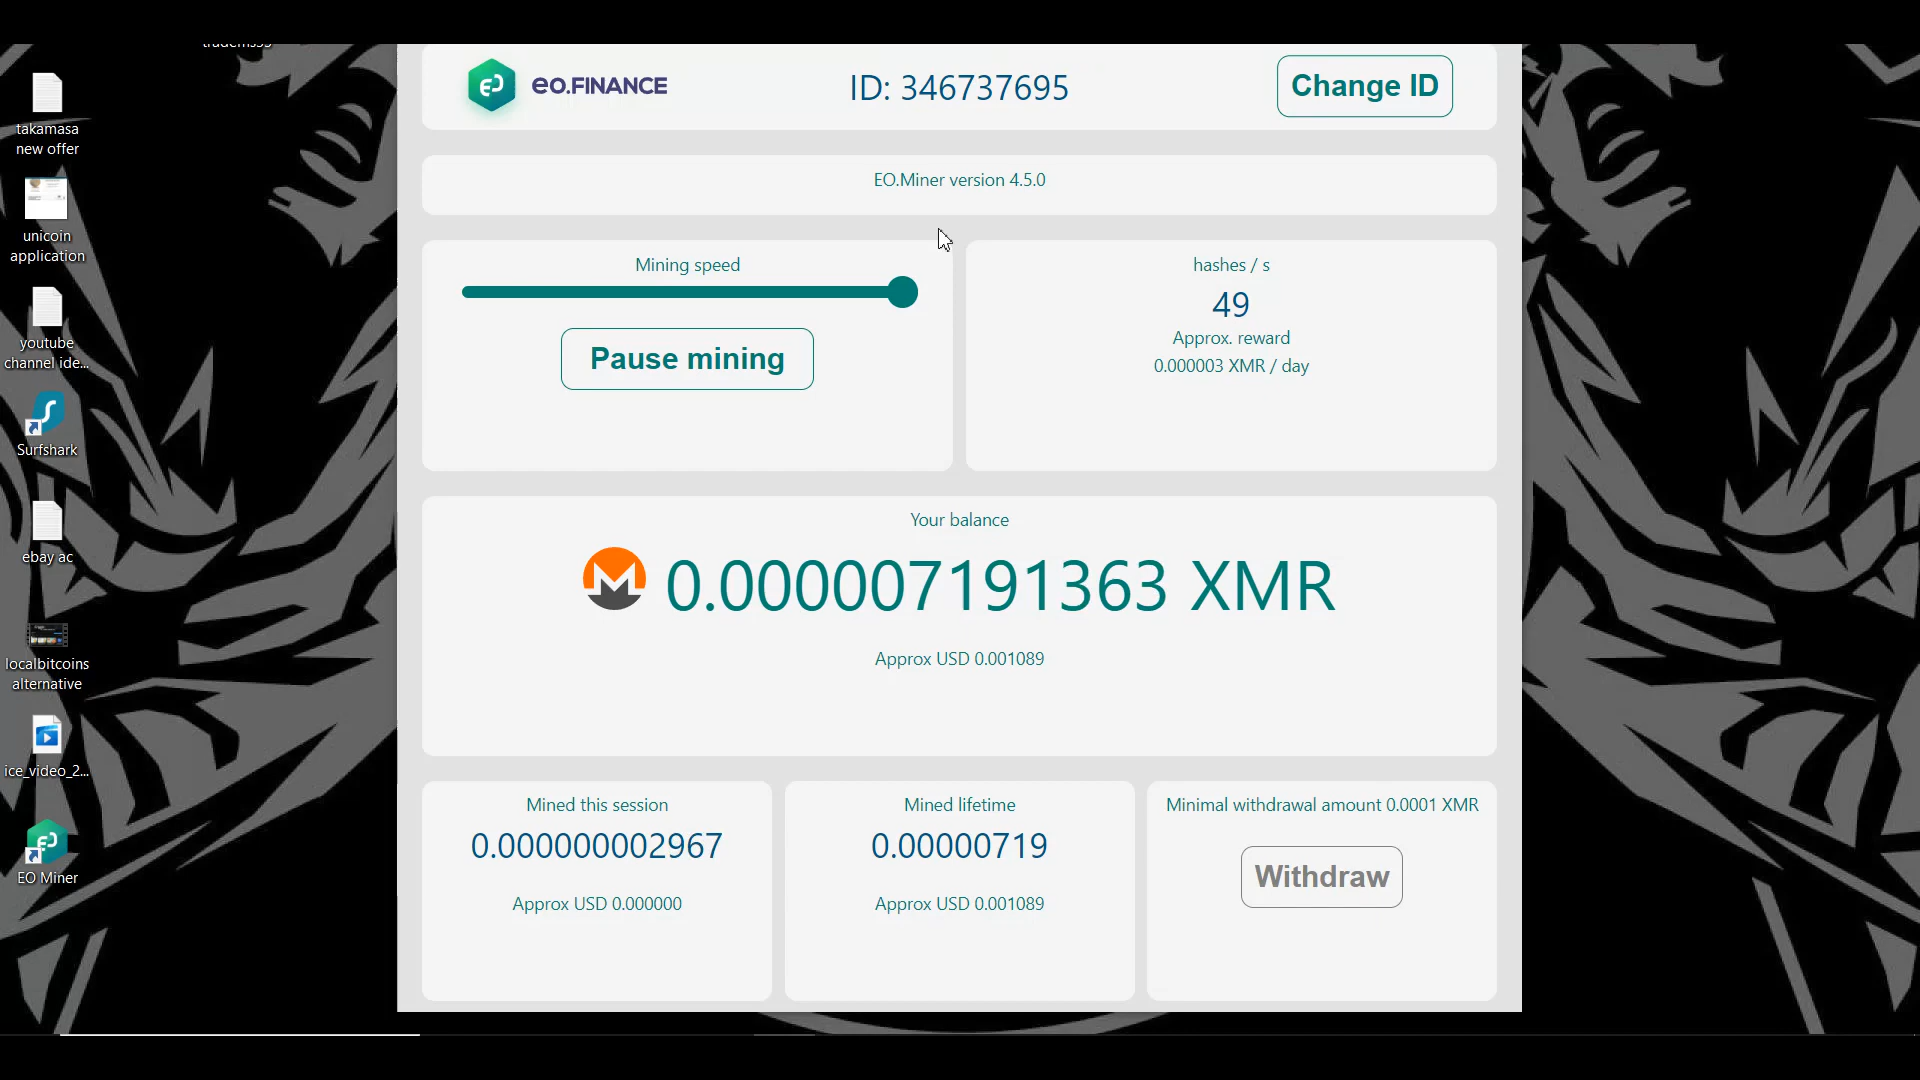 takamasa
new offer
unicoin
application
youtube
channel ide...
Surfshark
ebay ac
localbitcoins
alternative
ice_video_2...
EO Miner
eo.FINANCE
ID: 346737695
Change ID
EO.Miner version 4.5.0
Mining speed
Pause mining
hashes / s
49
Approx. reward
0.000003 XMR / day
Your balance
0.000007191363 XMR
Approx USD 0.001089
Mined this session
0.000000002967
Approx USD 0.000000
Mined lifetime
0.00000719
Approx USD 0.001089
Minimal withdrawal amount 0.0001 XMR
Withdraw